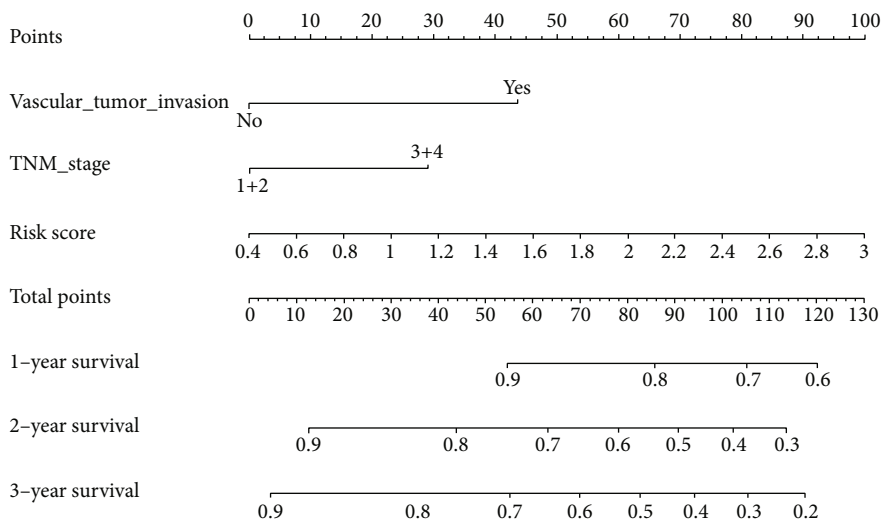 Points
0 10 20 30 40 50 60 70 80 90 100
Vascular_tumor_invasion
Yes
No
TNM_stage
3+4
1+2
Risk score
0.4 0.6 0.8 1 1.2 1.4 1.6 1.8 2 2.2 2.4 2.6 2.8 3
Total points
0 10 20 30 40 50 60 70 80 90 100 110 120 130
1–year survival
0.9 0.8 0.7 0.6
2–year survival
0.9 0.8 0.7 0.6 0.5 0.4 0.3
3–year survival
0.9 0.8 0.7 0.6 0.5 0.4 0.3 0.2